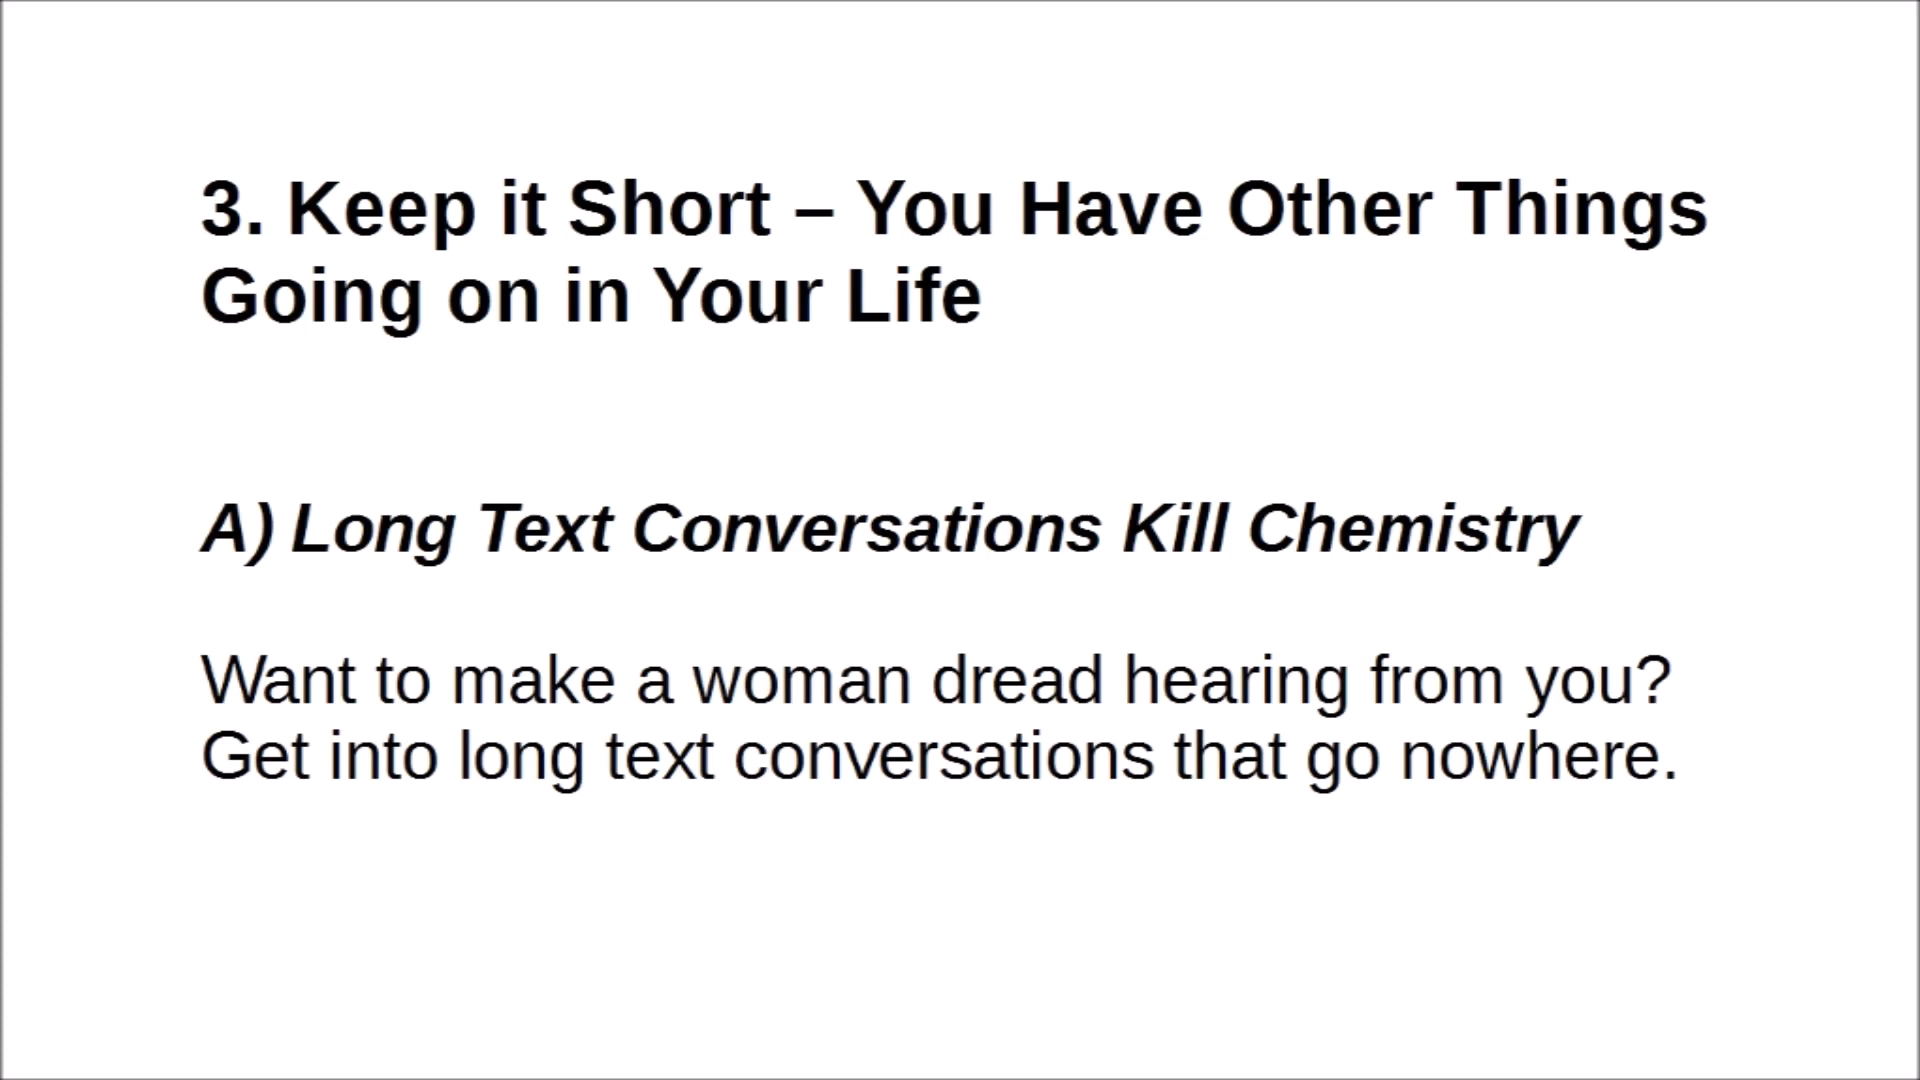 3. Keep it Short – You Have Other Things
Going on in Your Life
A) Long Text Conversations Kill Chemistry
Want to make a woman dread hearing from you?
Get into long text conversations that go nowhere.